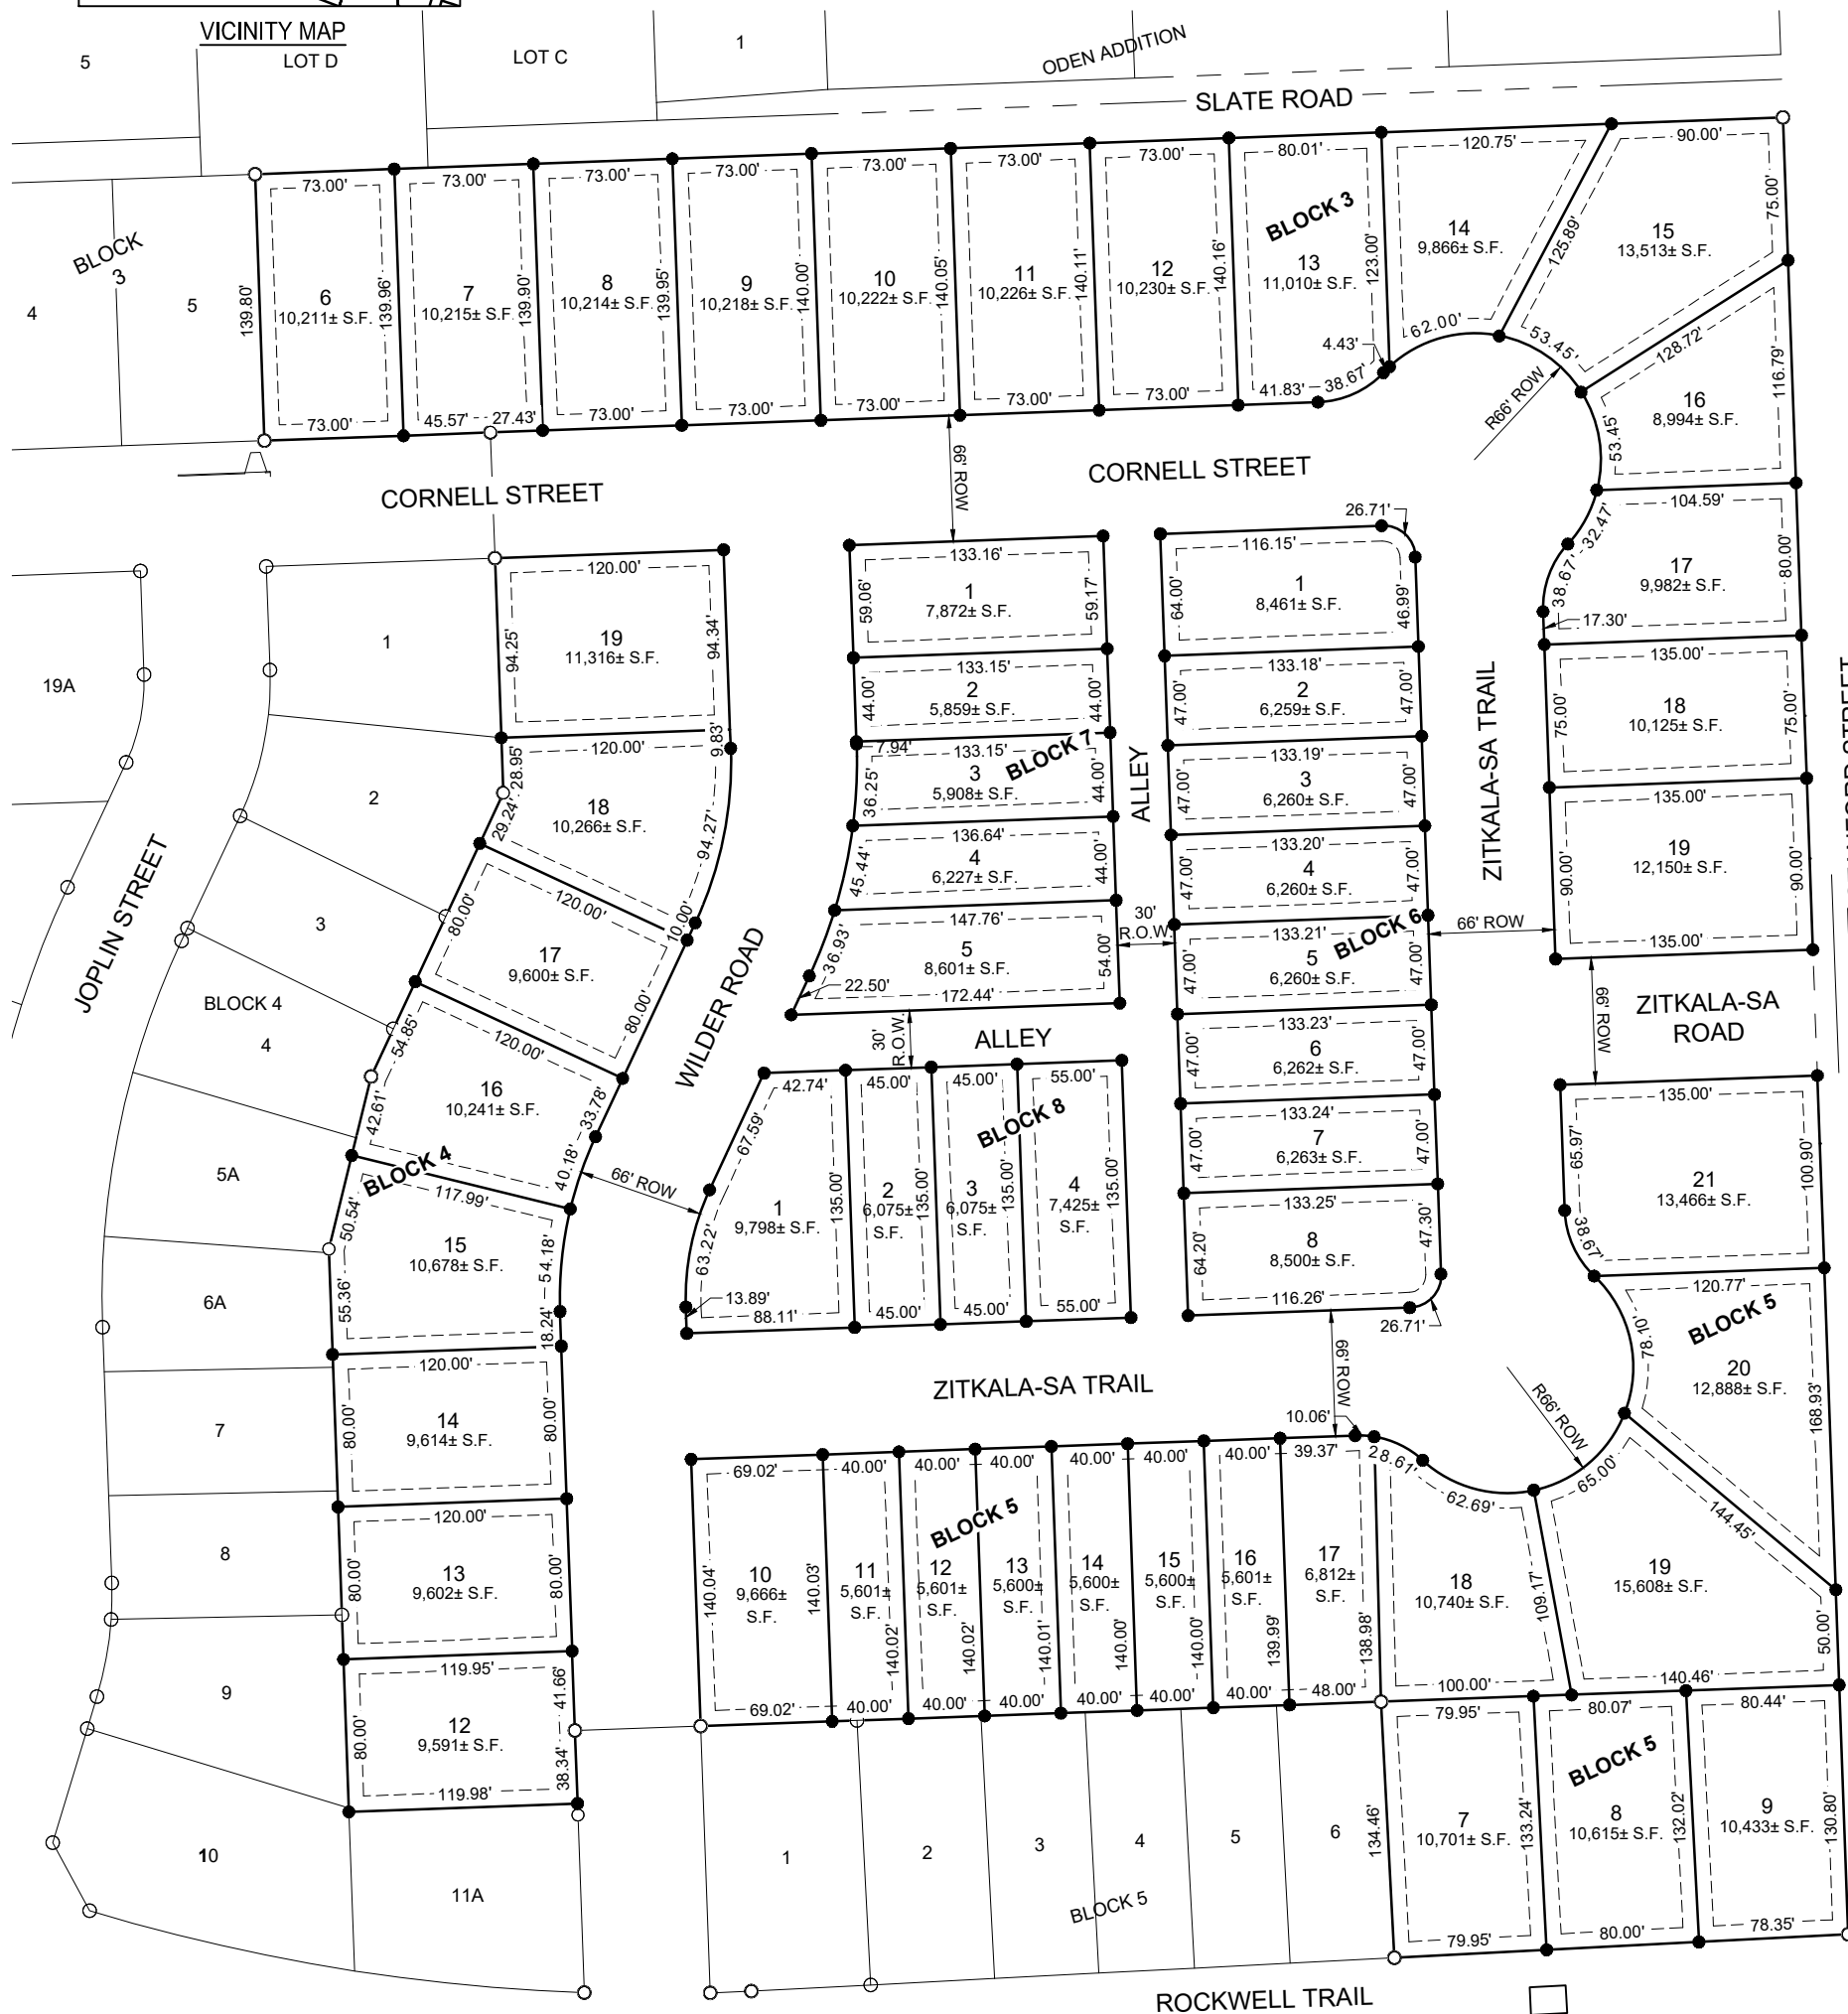 VICINITY MAP
5
LOT D
LOT C
1
ODEN ADDITION
SLATE ROAD
BLOCK
3
4
5
139.80'
73.00'
6
10,211± S.F.
73.00'
139.96'
73.00'
7
10,215± S.F.
45.57'
27.43'
139.90'
73.00'
8
10,214± S.F.
73.00'
139.95'
73.00'
9
10,218± S.F.
73.00'
140.00'
73.00'
10
10,222± S.F.
73.00'
140.05'
73.00'
11
10,226± S.F.
73.00'
140.11'
73.00'
12
10,230± S.F.
73.00'
140.16'
80.01'
BLOCK 3
13
11,010± S.F.
123.00'
4.43'
41.83'
38.67'
120.75'
14
9,866± S.F.
62.00'
125.89'
90.00'
15
13,513± S.F.
75.00'
53.45'
128.72'
R66' ROW
16
8,994± S.F.
116.79'
53.45'
104.59'
32.47'
17
9,982± S.F.
80.00'
38.67'
17.30'
135.00'
18
10,125± S.F.
75.00'
75.00'
135.00'
19
12,150± S.F.
90.00'
90.00'
135.00'
CORNELL STREET
66' ROW
CORNELL STREET
19A
JOPLIN STREET
1
2
3
BLOCK 4
4
5A
6A
7
8
9
10
11A
120.00'
19
11,316± S.F.
94.25'
94.34'
9.83'
120.00'
28.95'
29.24'
18
10,266± S.F.
94.27'
10.00'
120.00'
80.00'
17
9,600± S.F.
80.00'
120.00'
54.85'
42.61'
16
10,241± S.F.
33.78'
40.18'
BLOCK 4
117.99'
50.54'
55.36'
15
10,678± S.F.
54.18'
18.24'
120.00'
14
9,614± S.F.
80.00'
80.00'
120.00'
13
9,602± S.F.
80.00'
80.00'
119.95'
12
9,591± S.F.
80.00'
41.66'
38.34'
119.98'
WILDER ROAD
66' ROW
133.16'
1
7,872± S.F.
59.06'
59.17'
133.15'
2
5,859± S.F.
44.00'
44.00'
7.94'
133.15'
BLOCK 7
3
5,908± S.F.
36.25'
44.00'
136.64'
4
6,227± S.F.
45.44'
44.00'
147.76'
5
8,601± S.F.
36.93'
54.00'
22.50'
172.44'
30'
R.O.W.
ALLEY
ALLEY
30'
R.O.W.
26.71'
116.15'
1
8,461± S.F.
64.00'
46.99'
133.18'
2
6,259± S.F.
47.00'
47.00'
133.19'
3
6,260± S.F.
47.00'
47.00'
133.20'
4
6,260± S.F.
47.00'
47.00'
BLOCK 6
133.21'
5
6,260± S.F.
47.00'
47.00'
133.23'
6
6,262± S.F.
47.00'
47.00'
133.24'
7
6,263± S.F.
47.00'
47.00'
133.25'
8
8,500± S.F.
64.20'
47.30'
116.26'
26.71'
ZITKALA-SA TRAIL
66' ROW
66' ROW
ZITKALA-SA
ROAD
42.74'
67.59'
63.22'
13.89'
1
9,798± S.F.
88.11'
135.00'
45.00'
2
6,075±
S.F.
45.00'
135.00'
45.00'
3
6,075±
S.F.
45.00'
135.00'
BLOCK 8
55.00'
4
7,425±
S.F.
55.00'
135.00'
ZITKALA-SA TRAIL
66' ROW
135.00'
21
13,466± S.F.
65.97'
100.90'
38.67'
120.77'
BLOCK 5
20
12,888± S.F.
78.10'
168.93'
R66' ROW
65.00'
144.45'
19
15,608± S.F.
50.00'
140.46'
10.06'
28.61'
62.69'
18
10,740± S.F.
109.17'
100.00'
69.02'
10
9,666±
S.F.
140.04'
140.03'
69.02'
BLOCK 5
40.00'
11
5,601±
S.F.
140.02'
40.00'
40.00'
12
5,601±
S.F.
140.02'
40.00'
40.00'
13
5,600±
S.F.
140.01'
40.00'
40.00'
14
5,600±
S.F.
140.00'
40.00'
40.00'
15
5,600±
S.F.
140.00'
40.00'
40.00'
16
5,601±
S.F.
139.99'
40.00'
39.37'
17
6,812±
S.F.
138.98'
48.00'
1
2
3
4
5
6
BLOCK 5
134.46'
79.95'
7
10,701± S.F.
133.24'
79.95'
80.07'
BLOCK 5
8
10,615± S.F.
132.02'
80.00'
80.44'
9
10,433± S.F.
130.80'
78.35'
ROCKWELL TRAIL